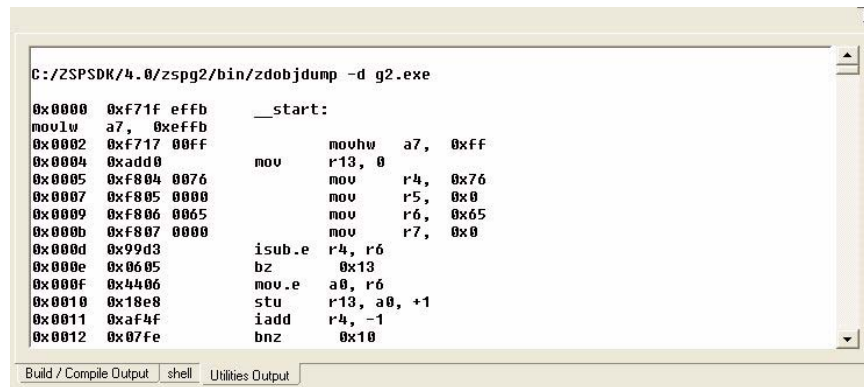 C:/ZSPSDK/4.0/zspg2/bin/zdobjdump -d g2.exe
0x0000 0xf71f effb __start:
movlw a7, 0xeffb
0x0002 0xf717 00ff movhw a7, 0xff
0x0004 0xadd0 mov r13, 0
0x0005 0xf804 0076 mov r4, 0x76
0x0007 0xf805 0000 mov r5, 0x0
0x0009 0xf806 0065 mov r6, 0x65
0x000b 0xf807 0000 mov r7, 0x0
0x000d 0x99d3 isub.e r4, r6
0x000e 0x0605 bz 0x13
0x000f 0x4406 mov.e a0, r6
0x0010 0x18e8 stu r13, a0, +1
0x0011 0xaf4f iadd r4, -1
0x0012 0x07fe bnz 0x10
Build / Compile Output shell Utilities Output